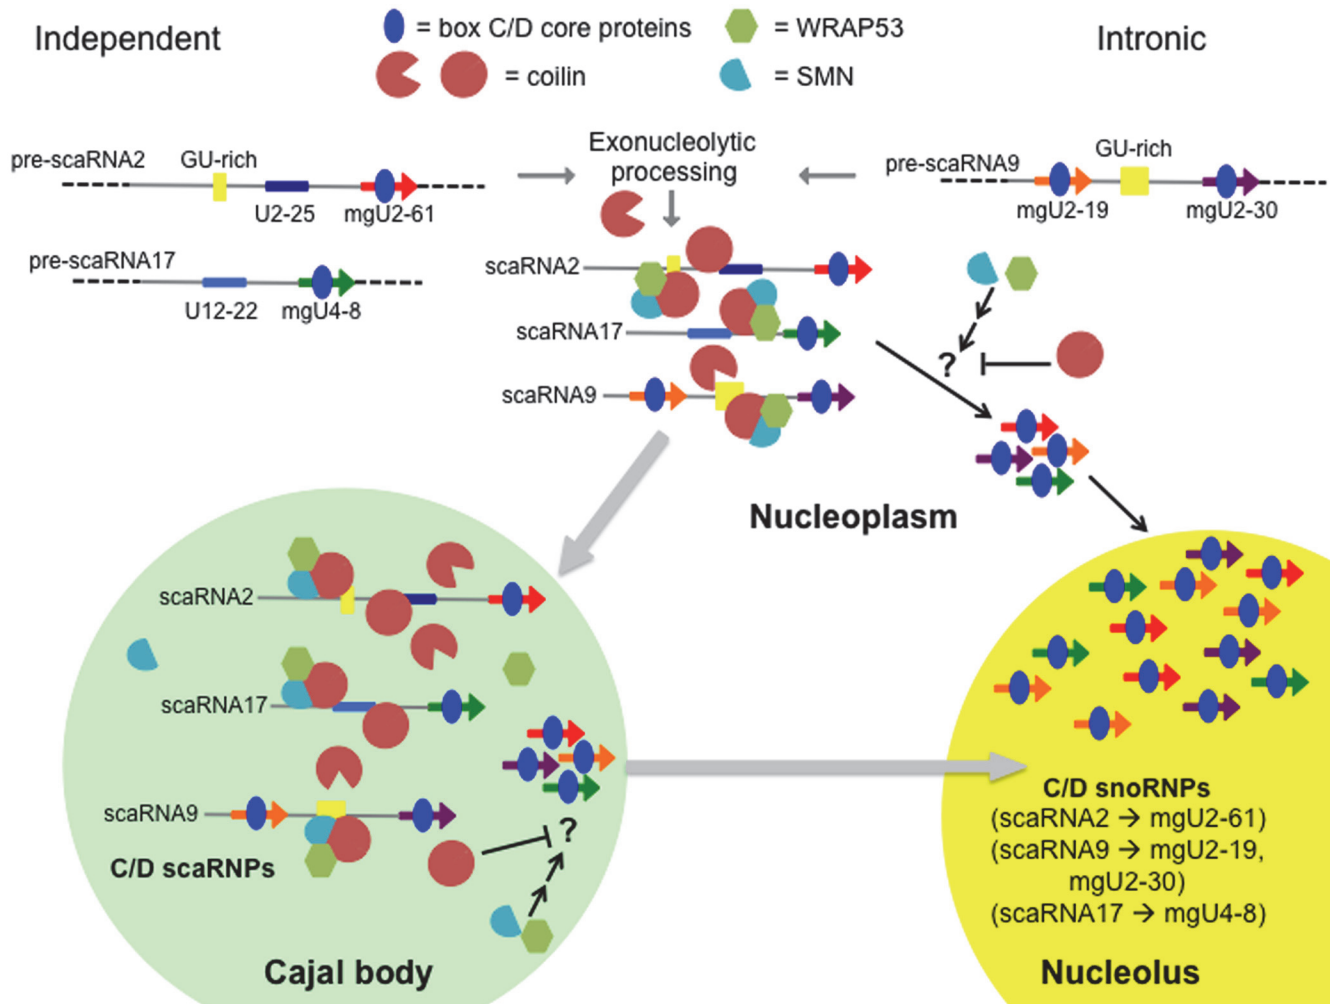 Independent
= box C/D core proteins
= WRAP53
Intronic
= coilin
= SMN
pre-scaRNA2
GU-rich
U2-25
mgU2-61
pre-scaRNA17
U12-22
mgU4-8
Exonucleolytic
processing
pre-scaRNA9
GU-rich
mgU2-19
mgU2-30
scaRNA2
scaRNA17
scaRNA9
?
Nucleoplasm
scaRNA2
scaRNA17
scaRNA9
C/D scaRNPs
?
Cajal body
C/D snoRNPs
(scaRNA2 → mgU2-61)
(scaRNA9 → mgU2-19,
mgU2-30)
(scaRNA17 → mgU4-8)
Nucleolus